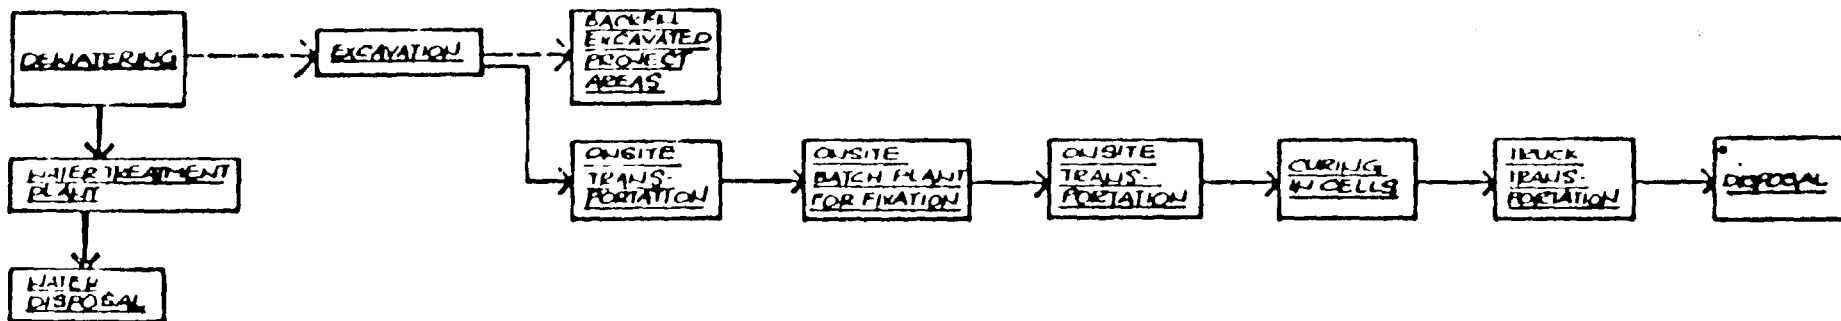 DEWATERING
EXCAVATION
BACKFILL
EXCAVATED
PROJECT
AREAS
WATER TREATMENT
PLANT
WATER
DISPOSAL
ONSITE
TRANS-
PORTATION
ONSITE
BATCH PLANT
FOR FIXATION
ONSITE
TRANS-
PORTATION
CURING
IN CELLS
TRUCK
TRANS-
PORTATION
DISPOSAL